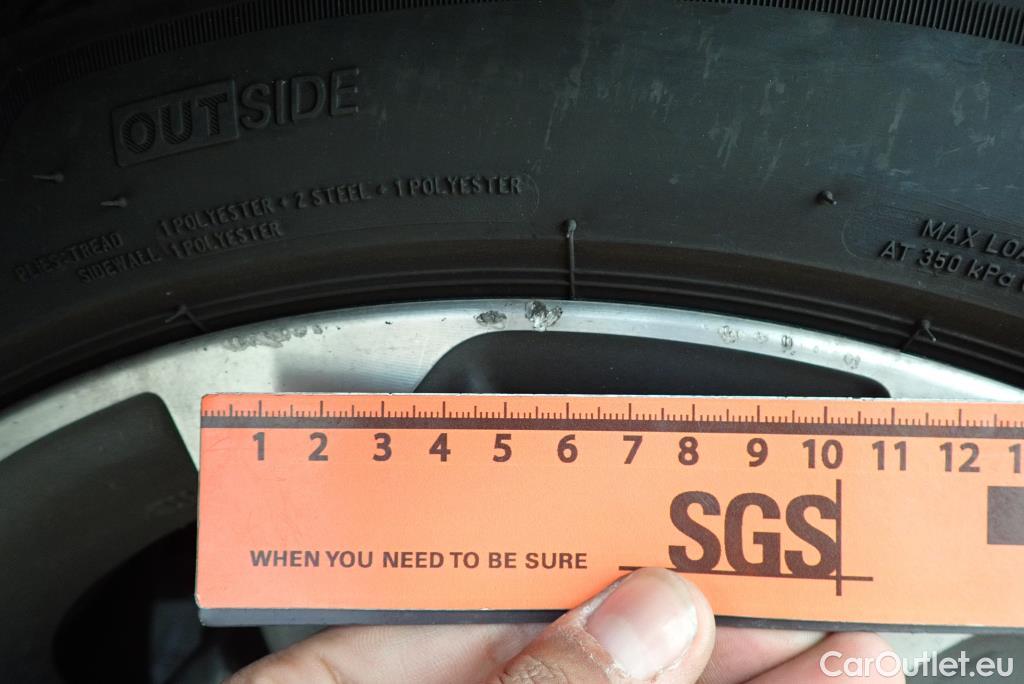 OUTSIDE
PLIES: TREAD 1 POLYESTER + 2 STEEL + 1 POLYESTER
SIDEWALL 1 POLYESTER
MAX LOA
AT 350 kPa
1 2 3 4 5 6 7 8 9 10 11 12 1
SGS
WHEN YOU NEED TO BE SURE
CarOutlet.eu